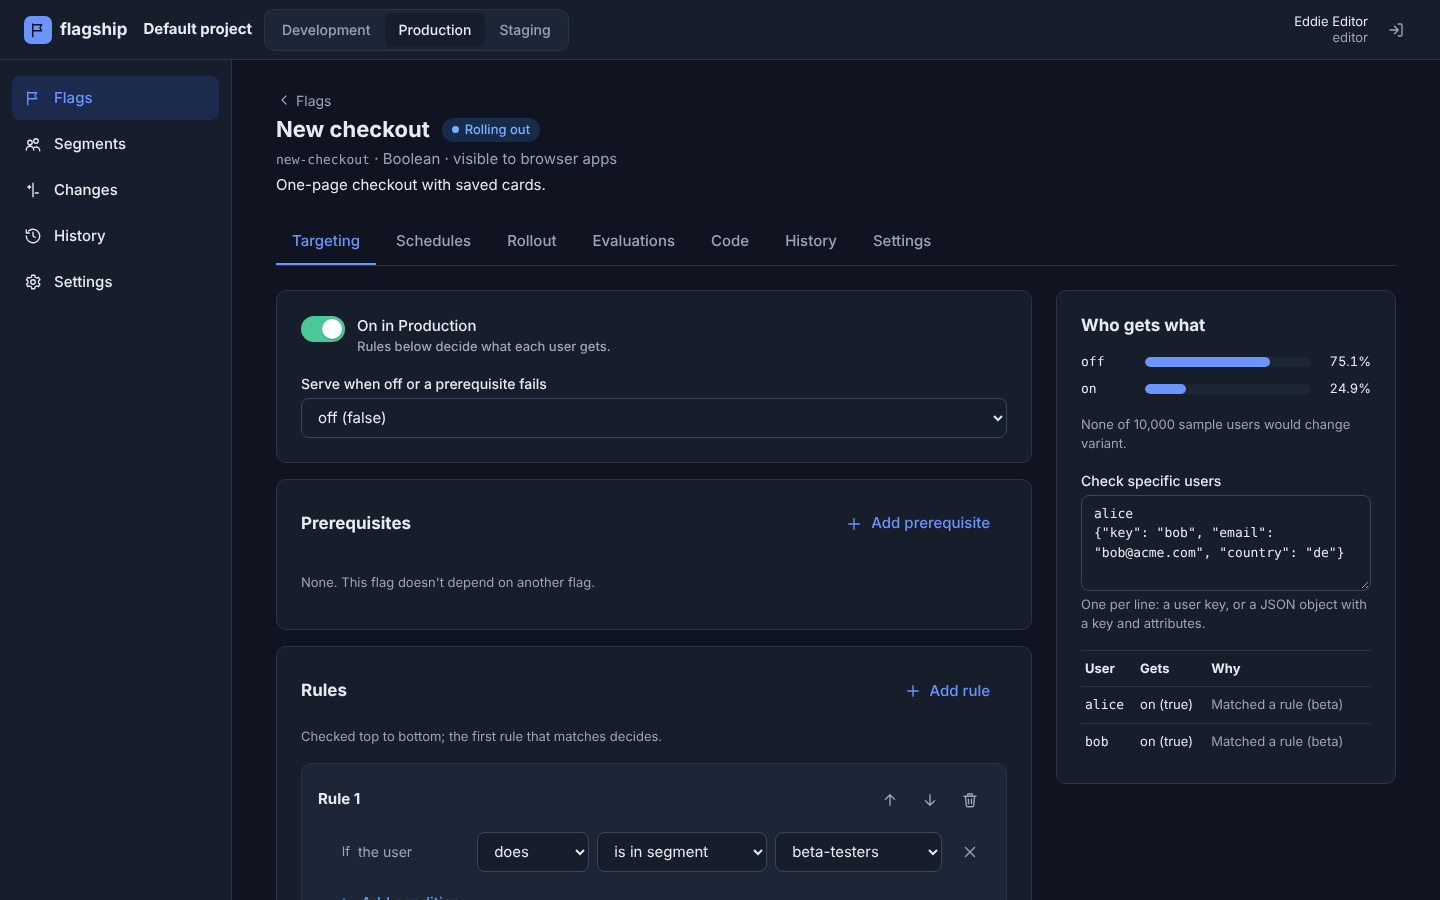 flagship Default project Development Production Staging Eddie Editor
editor
Flags
Segments
Changes
History
Settings
Flags
New checkout Rolling out
new-checkout · Boolean · visible to browser apps
One-page checkout with saved cards.
Targeting Schedules Rollout Evaluations Code History Settings
On in Production
Rules below decide what each user gets.
Serve when off or a prerequisite fails
off (false)
Prerequisites Add prerequisite
None. This flag doesn't depend on another flag.
Rules Add rule
Checked top to bottom; the first rule that matches decides.
Rule 1
If the user does is in segment beta-testers
Add condition
Who gets what
off 75.1%
on 24.9%
None of 10,000 sample users would change
variant.
Check specific users
alice
{"key": "bob", "email":
"bob@acme.com", "country": "de"}
One per line: a user key, or a JSON object with
a key and attributes.
User Gets Why
alice on (true) Matched a rule (beta)
bob on (true) Matched a rule (beta)